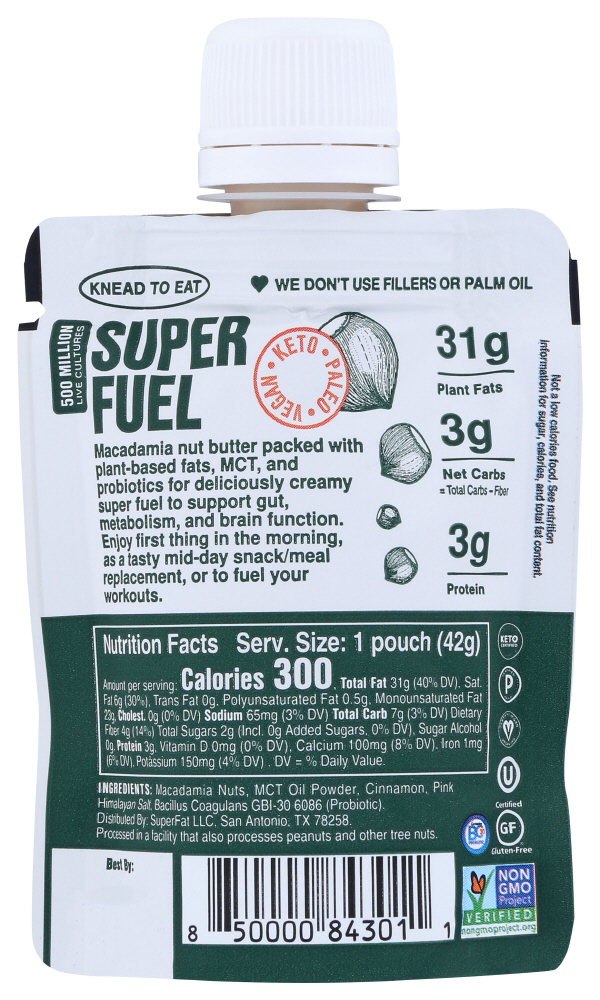 KNEAD TO EAT
WE DON'T USE FILLERS OR PALM OIL
500 MILLION
LIVE CULTURES
SUPER
FUEL
KETO • PALEO • VEGAN •
Macadamia nut butter packed with
plant-based fats, MCT, and
probiotics for deliciously creamy
super fuel to support gut,
metabolism, and brain function.
Enjoy first thing in the morning,
as a tasty mid-day snack/meal
replacement, or to fuel your
workouts.
31g
Plant Fats
3g
Net Carbs
= Total Carbs - Fiber
3g
Protein
Not a low calories food. See nutrition
information for sugar, calories, and total fat content.
Nutrition Facts Serv. Size: 1 pouch (42g)
Amount per serving: Calories 300, Total Fat 31g (40% DV), Sat.
Fat 6g (30%), Trans Fat 0g, Polyunsaturated Fat 0.5g, Monounsaturated Fat
23g, Cholest. 0g (0% DV) Sodium 65mg (3% DV) Total Carb 7g (3% DV) Dietary
Fiber 4g (14%) Total Sugars 2g (Incl. 0g Added Sugars, 0% DV), Sugar Alcohol
0g, Protein 3g, Vitamin D 0mg (0% DV), Calcium 100mg (8% DV), Iron 1mg
(6% DV), Potassium 150mg (4% DV). DV = % Daily Value.
INGREDIENTS: Macadamia Nuts, MCT Oil Powder, Cinnamon, Pink
Himalayan Salt, Bacillus Coagulans GBI-30 6086 (Probiotic).
Distributed By: SuperFat LLC, San Antonio, TX 78258.
Processed in a facility that also processes peanuts and other tree nuts.
KETO
CERTIFIED
P
V
U
Certified
GF
Gluten-Free
BC30
Best By:
8 50000 84301 1
NON
GMO
Project
VERIFIED
nongmoproject.org